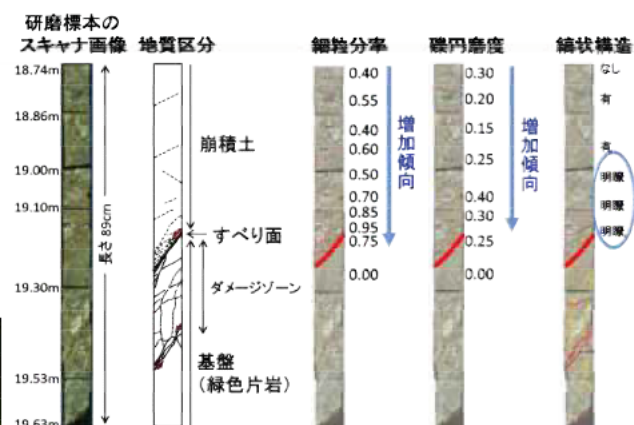 研磨標本の
スキャナ画像 地質区分 細粒分率 礫円磨度 縞状構造
18.74m
18.86m
19.00m
19.10m
19.30m
19.53m
19.63m
長さ 89cm
崩積土
すべり面
ダメージゾーン
基盤
(緑色片岩)
0.40
0.55
0.40
0.60
0.50
0.70
0.85
0.95
0.75
0.00
増加傾向
0.30
0.20
0.15
0.25
0.40
0.30
0.25
0.00
増加傾向
なし
有
有
明瞭
明瞭
明瞭